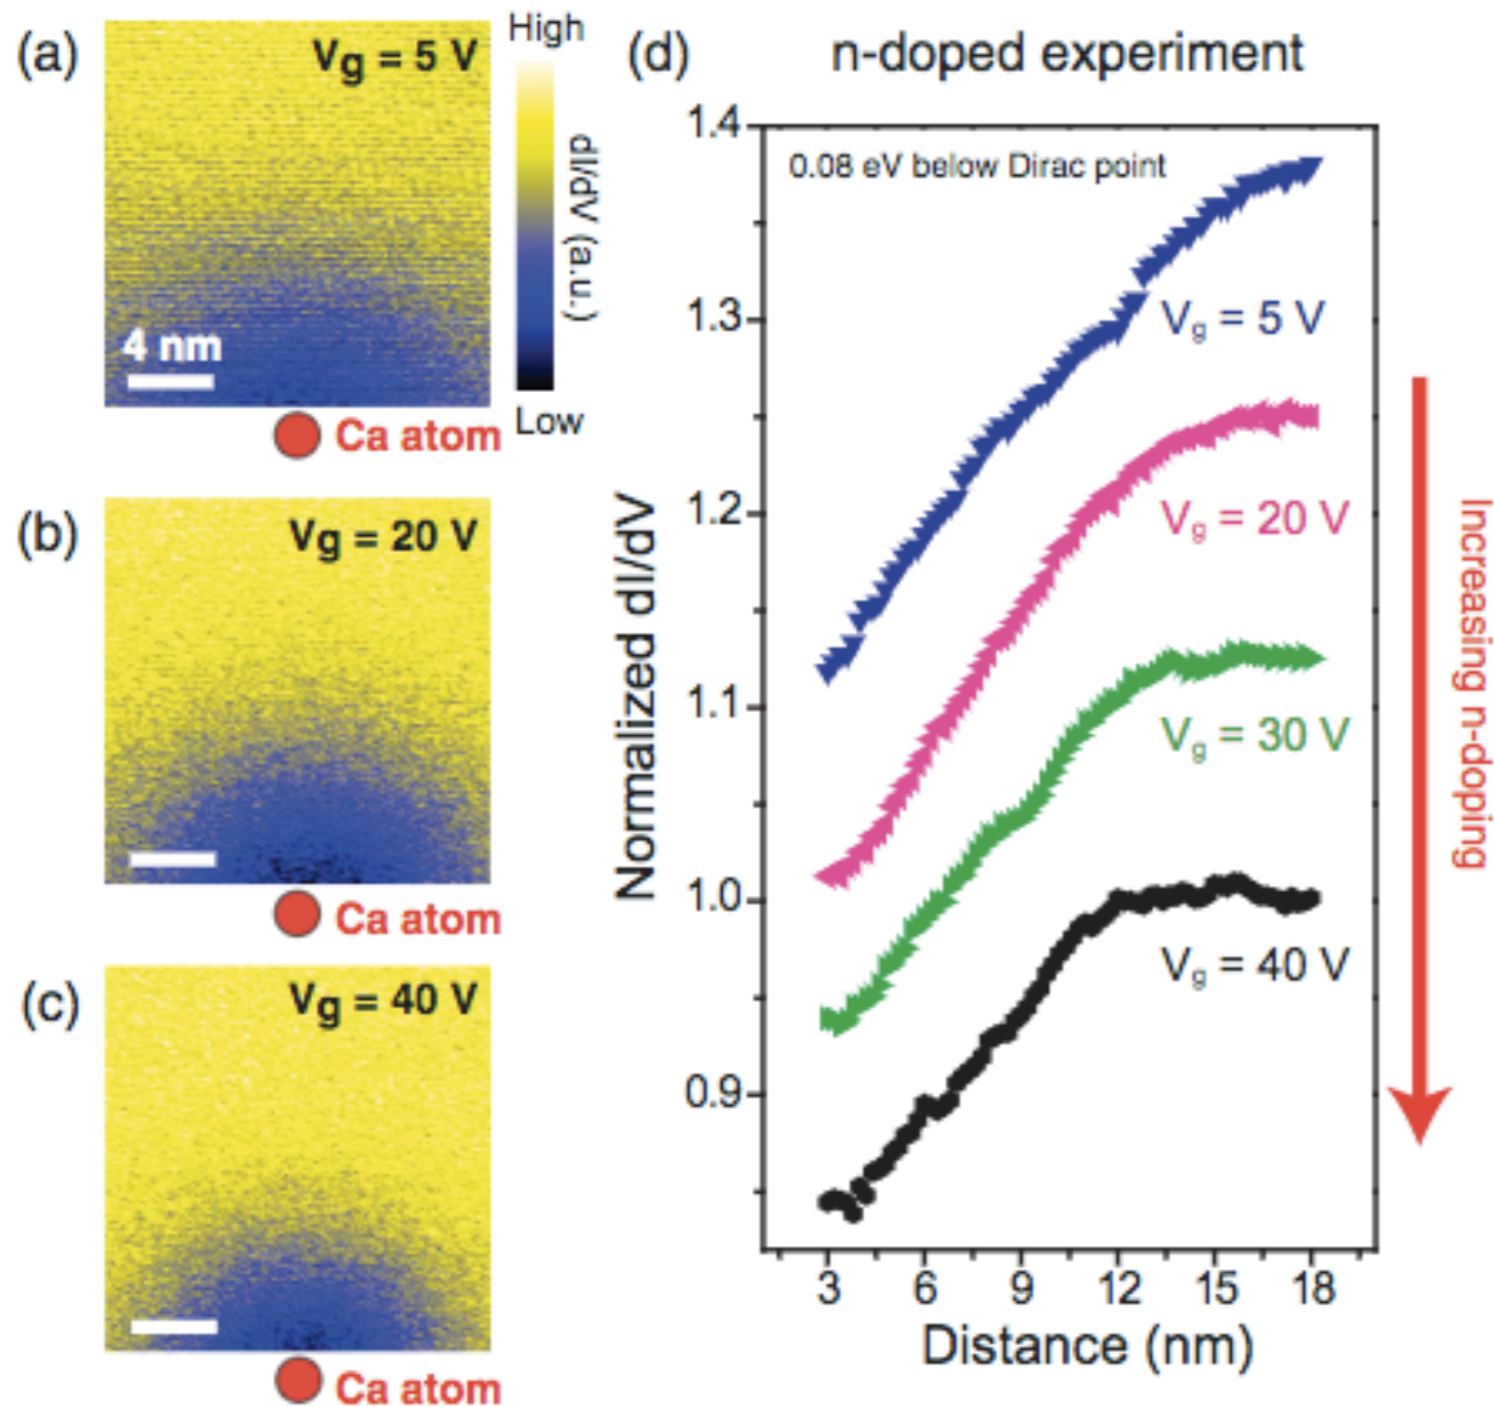 (a)
Vg = 5 V
High
dI/dV (a.u.)
Low
4 nm
Ca atom
(b)
Vg = 20 V
Ca atom
(c)
Vg = 40 V
Ca atom
(d)
n-doped experiment
0.08 eV below Dirac point
Normalized dI/dV
1.4
1.3
1.2
1.1
1.0
0.9
Vg = 5 V
Vg = 20 V
Vg = 30 V
Vg = 40 V
3 6 9 12 15 18
Distance (nm)
Increasing n-doping